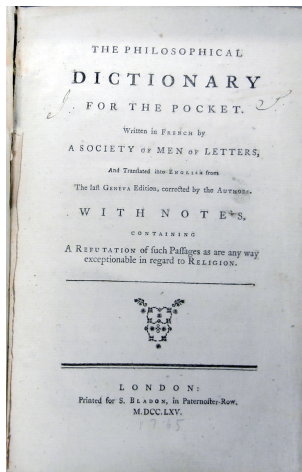 THE PHILOSOPHICAL
DICTIONARY
FOR THE POCKET.
Written in FRENCH by
A SOCIETY OF MEN OF LETTERS,
And Translated into ENGLISH from
The laſt GENEVA Edition, corrected by the AUTHORS.
WITH NOTES,
CONTAINING
A REFUTATION of ſuch Paſſages as are any way
exceptionable in regard to RELIGION.
LONDON:
Printed for S. BLADON, in Paternoſter-Row.
M.DCC.LXV.
1765